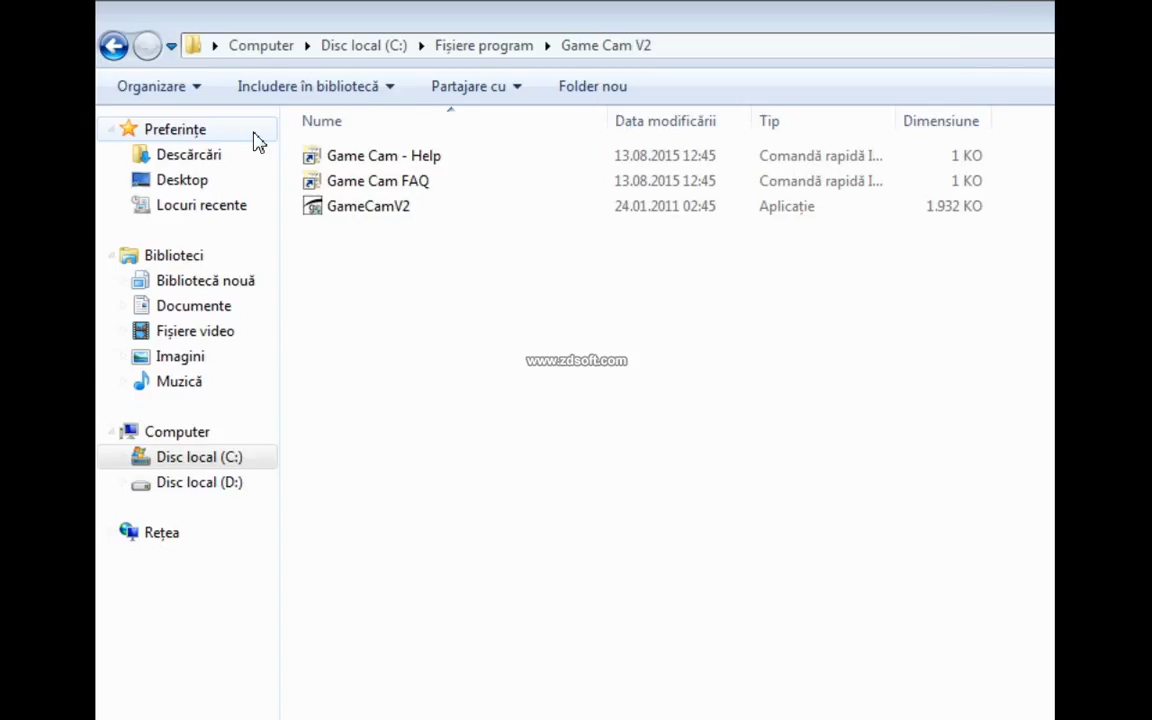 Computer Disc local (C:) Fișiere program Game Cam V2
Organizare Includere în bibliotecă Partajare cu Folder nou
Nume Data modificării Tip Dimensiune
Preferințe
Descărcări
Desktop
Locuri recente
Biblioteci
Bibliotecă nouă
Documente
Fișiere video
Imagini
Muzică
Computer
Disc local (C:)
Disc local (D:)
Rețea
Game Cam - Help 13.08.2015 12:45 Comandă rapidă I... 1 KO
Game Cam FAQ 13.08.2015 12:45 Comandă rapidă I... 1 KO
GameCamV2 24.01.2011 02:45 Aplicație 1.932 KO
www.zdsoft.com